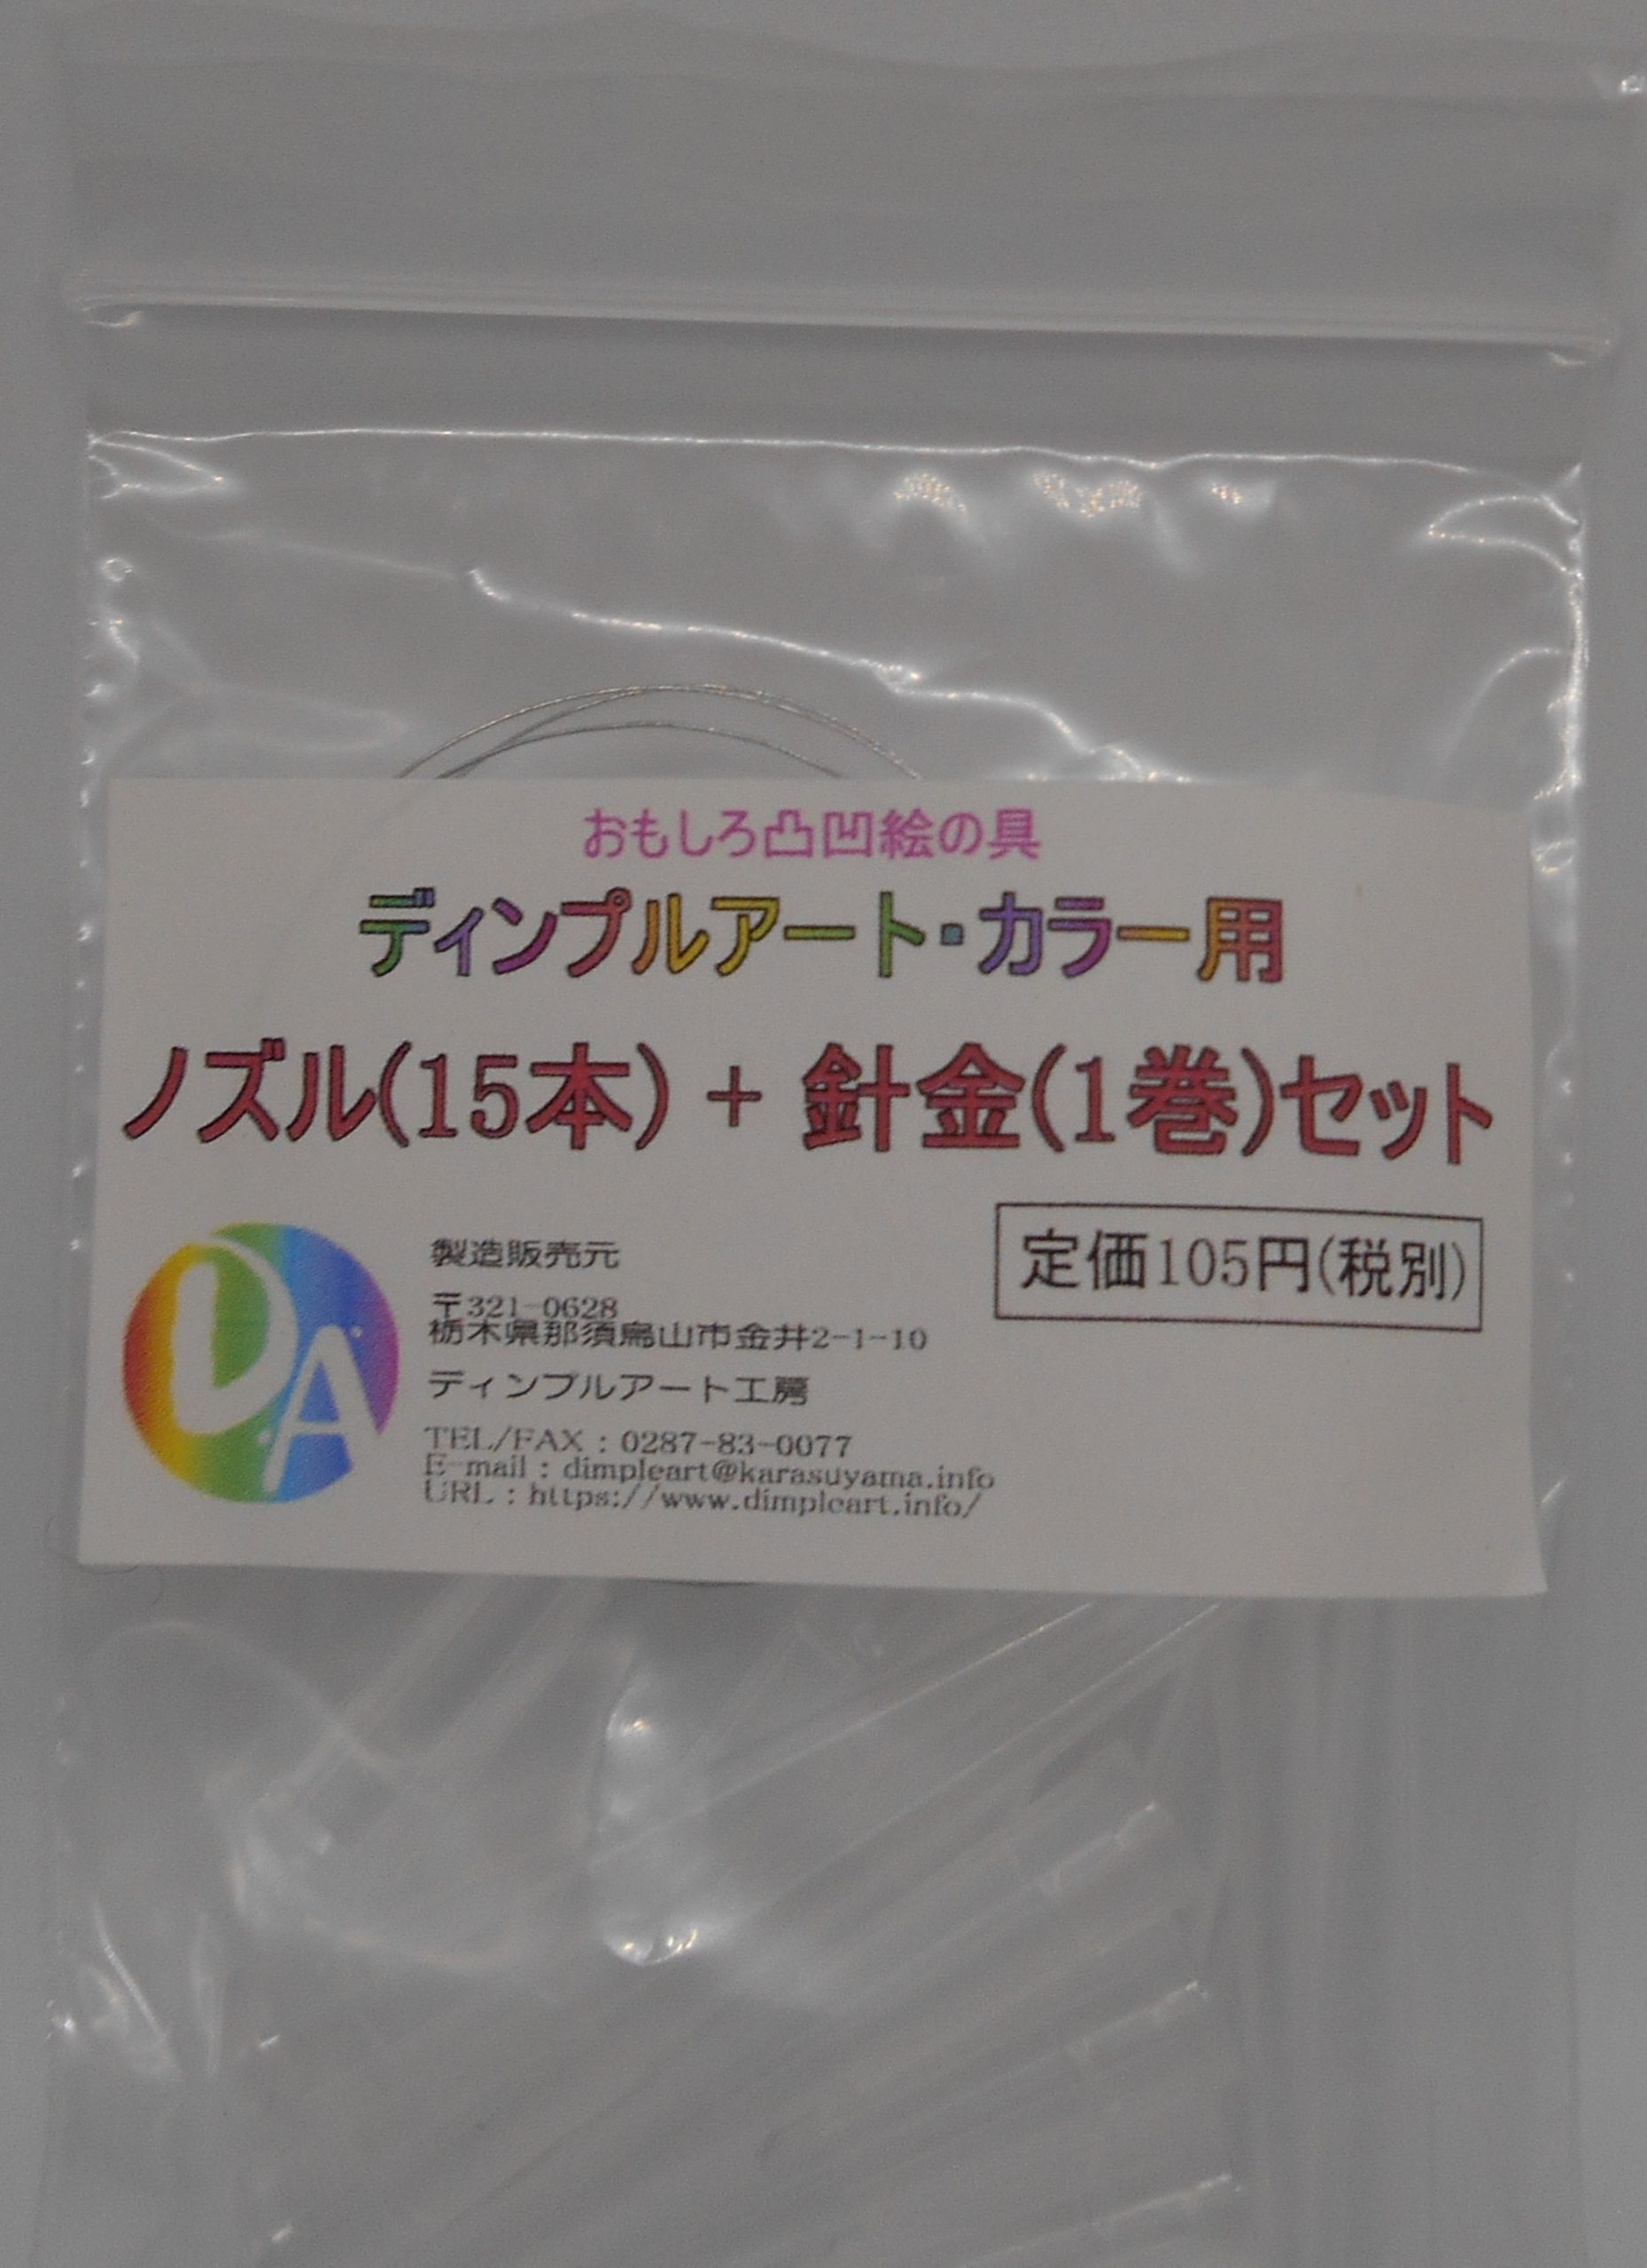 おもしろ凸凹絵の具
ディンプルアート・カラー用
ノズル(15本) + 針金(1巻)セット
定価105円(税別)
DA
製造販売元
〒321-0628
栃木県那須烏山市金井2-1-10
ディンプルアート工房
TEL/FAX : 0287-83-0077
E-mail : dimpleart@karasuyama.info
URL : https://www.dimpleart.info/